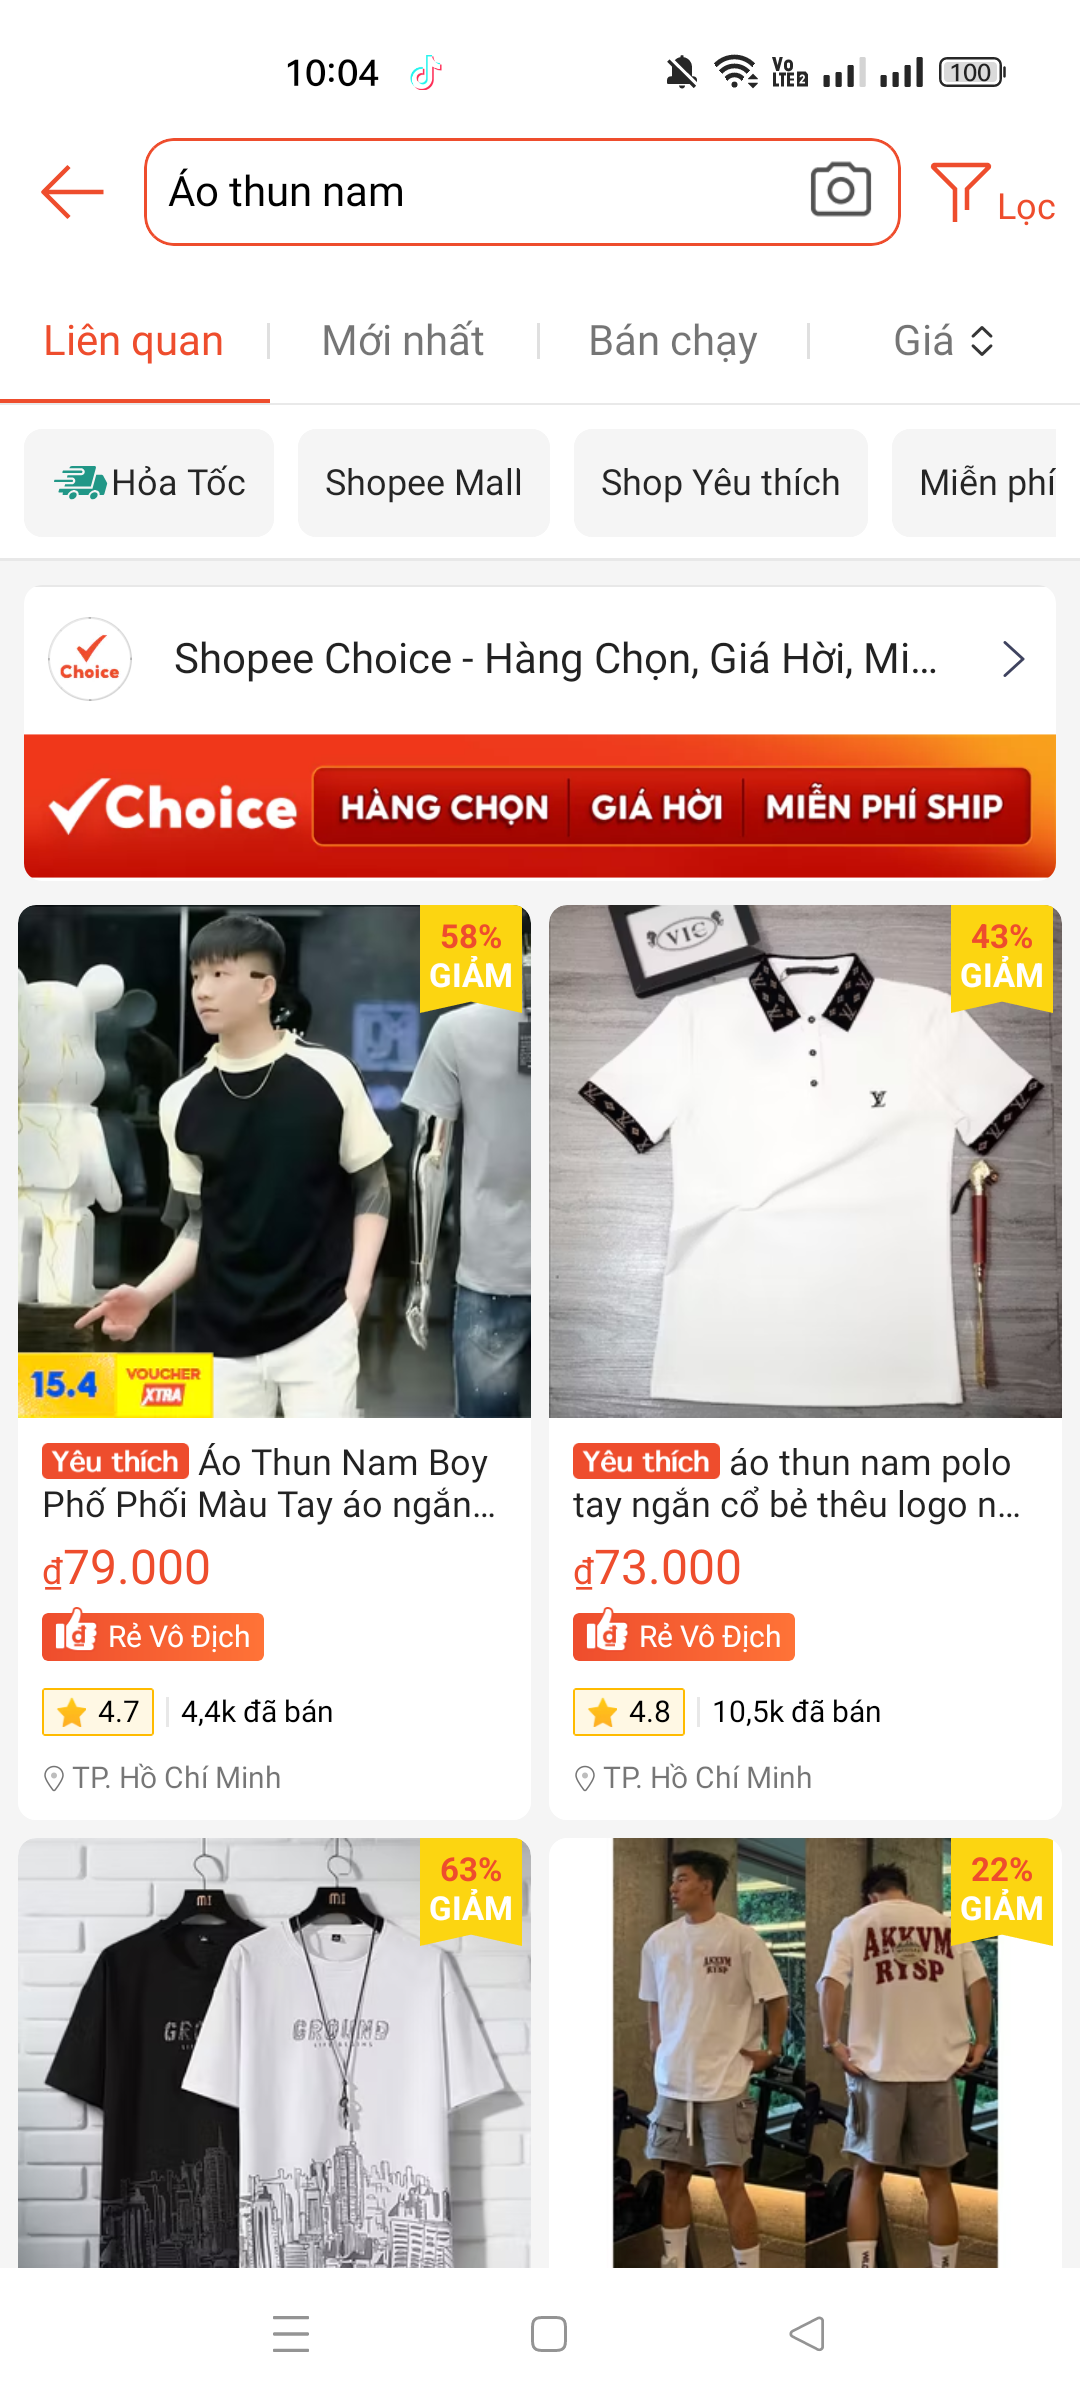 10:04
Vo
LTE2
100
Áo thun nam
Lọc
Liên quan
Mới nhất
Bán chạy
Giá
Hỏa Tốc
Shopee Mall
Shop Yêu thích
Miễn phí
Choice
Shopee Choice - Hàng Chọn, Giá Hời, Mi...
Choice
HÀNG CHỌN
GIÁ HỜI
MIỄN PHÍ SHIP
58%
GIẢM
15.4
VOUCHER
XTRA
Yêu thích Áo Thun Nam Boy
Phố Phối Màu Tay áo ngắn...
₫79.000
Rẻ Vô Địch
4.7
4,4k đã bán
TP. Hồ Chí Minh
VIC
43%
GIẢM
Yêu thích áo thun nam polo
tay ngắn cổ bẻ thêu logo n...
₫73.000
Rẻ Vô Địch
4.8
10,5k đã bán
TP. Hồ Chí Minh
63%
GIẢM
MI
MI
GR
GROUND
22%
GIẢM
AKKVM
RYSP
AKKVM
RYSP